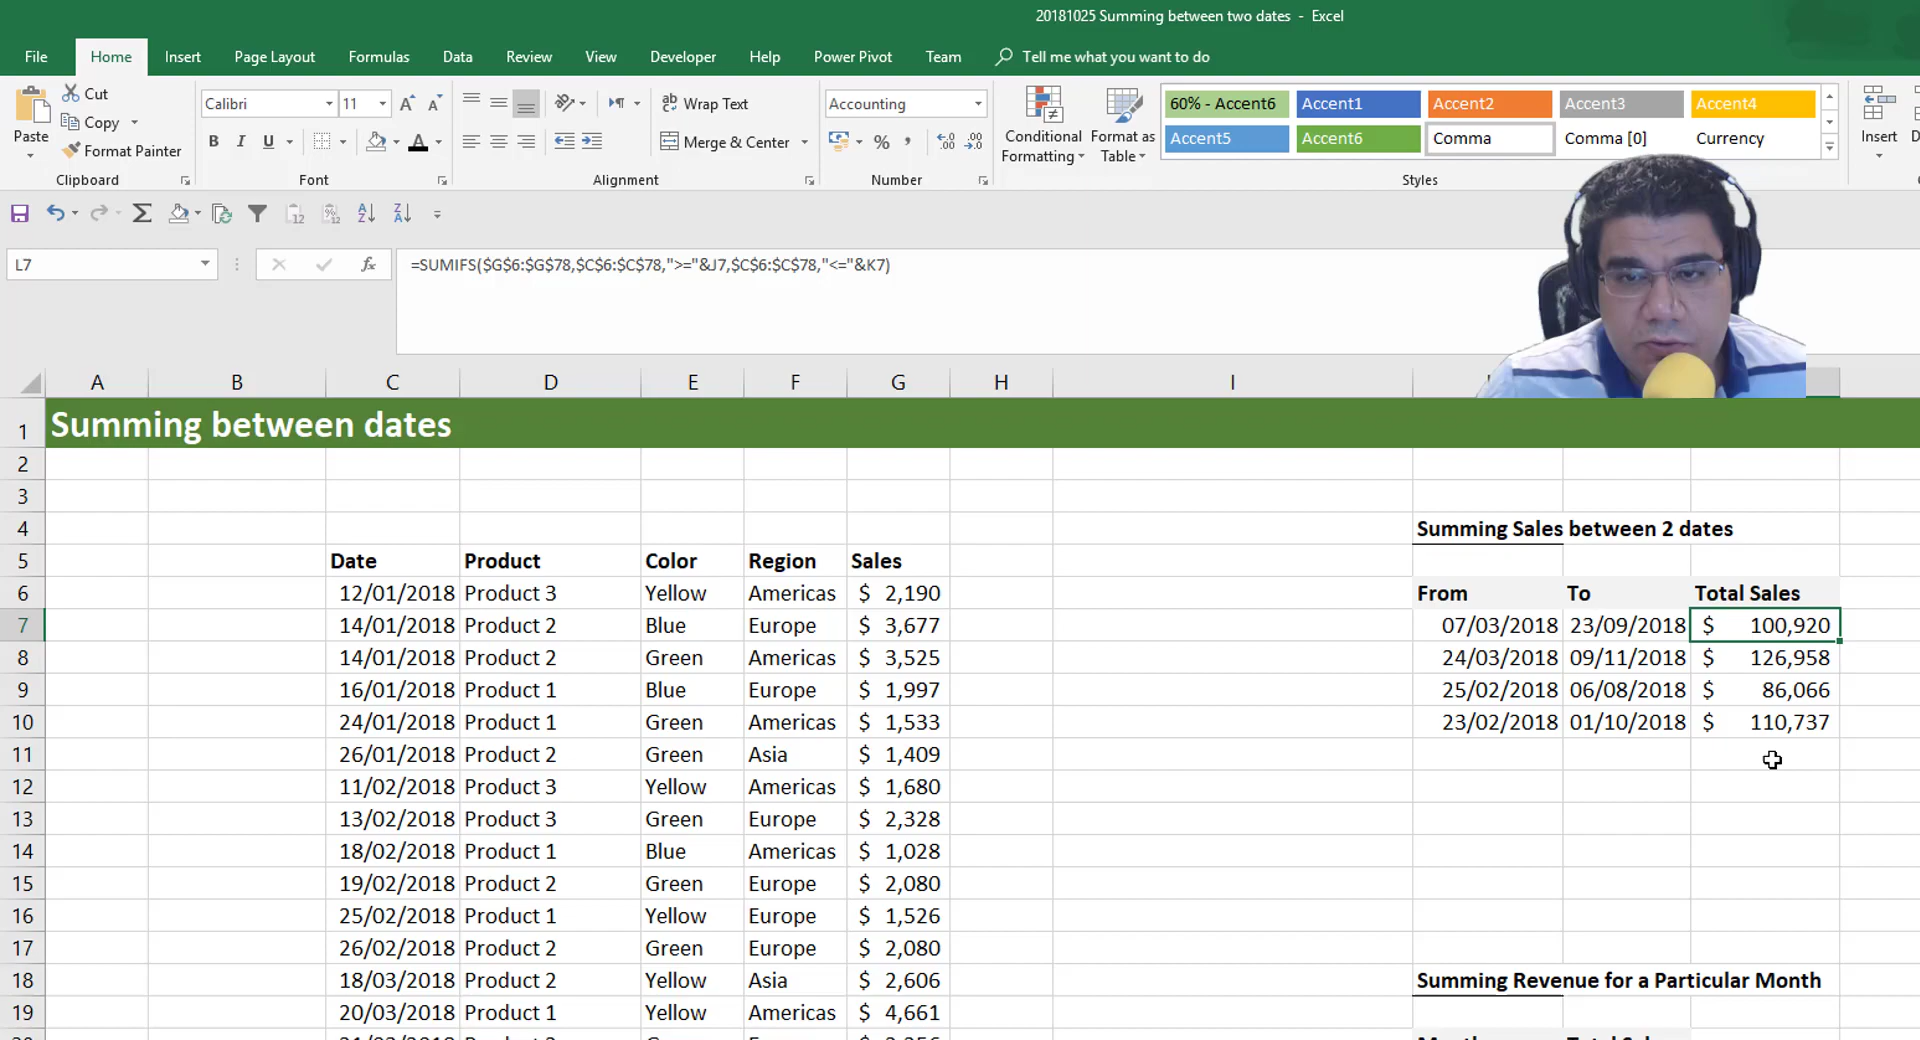 20181025 Summing between two dates - Excel
File Home Insert Page Layout Formulas Data Review View Developer Help Power Pivot Team Tell me what you want to do
Paste
Cut
Copy
Format Painter
Clipboard
Calibri 11
B I U
Font
Wrap Text
Merge & Center
Alignment
Accounting
Number
Conditional Formatting
Format as Table
60% - Accent6 Accent1 Accent2 Accent3 Accent4
Accent5 Accent6 Comma Comma [0] Currency
Styles
Insert
L7 fx =SUMIFS($G$6:$G$78,$C$6:$C$78,">="&J7,$C$6:$C$78,"<="&K7)
A B C D E F G H I
1 Summing between dates
2
3
4 Summing Sales between 2 dates
5 Date Product Color Region Sales
6 12/01/2018 Product 3 Yellow Americas $ 2,190 From To Total Sales
7 14/01/2018 Product 2 Blue Europe $ 3,677 07/03/2018 23/09/2018 $ 100,920
8 14/01/2018 Product 2 Green Americas $ 3,525 24/03/2018 09/11/2018 $ 126,958
9 16/01/2018 Product 1 Blue Europe $ 1,997 25/02/2018 06/08/2018 $ 86,066
10 24/01/2018 Product 1 Green Americas $ 1,533 23/02/2018 01/10/2018 $ 110,737
11 26/01/2018 Product 2 Green Asia $ 1,409
12 11/02/2018 Product 3 Yellow Americas $ 1,680
13 13/02/2018 Product 3 Green Europe $ 2,328
14 18/02/2018 Product 1 Blue Americas $ 1,028
15 19/02/2018 Product 2 Green Europe $ 2,080
16 25/02/2018 Product 1 Yellow Europe $ 1,526
17 26/02/2018 Product 2 Green Europe $ 2,080
18 18/03/2018 Product 2 Yellow Asia $ 2,606 Summing Revenue for a Particular Month
19 20/03/2018 Product 1 Yellow Americas $ 4,661